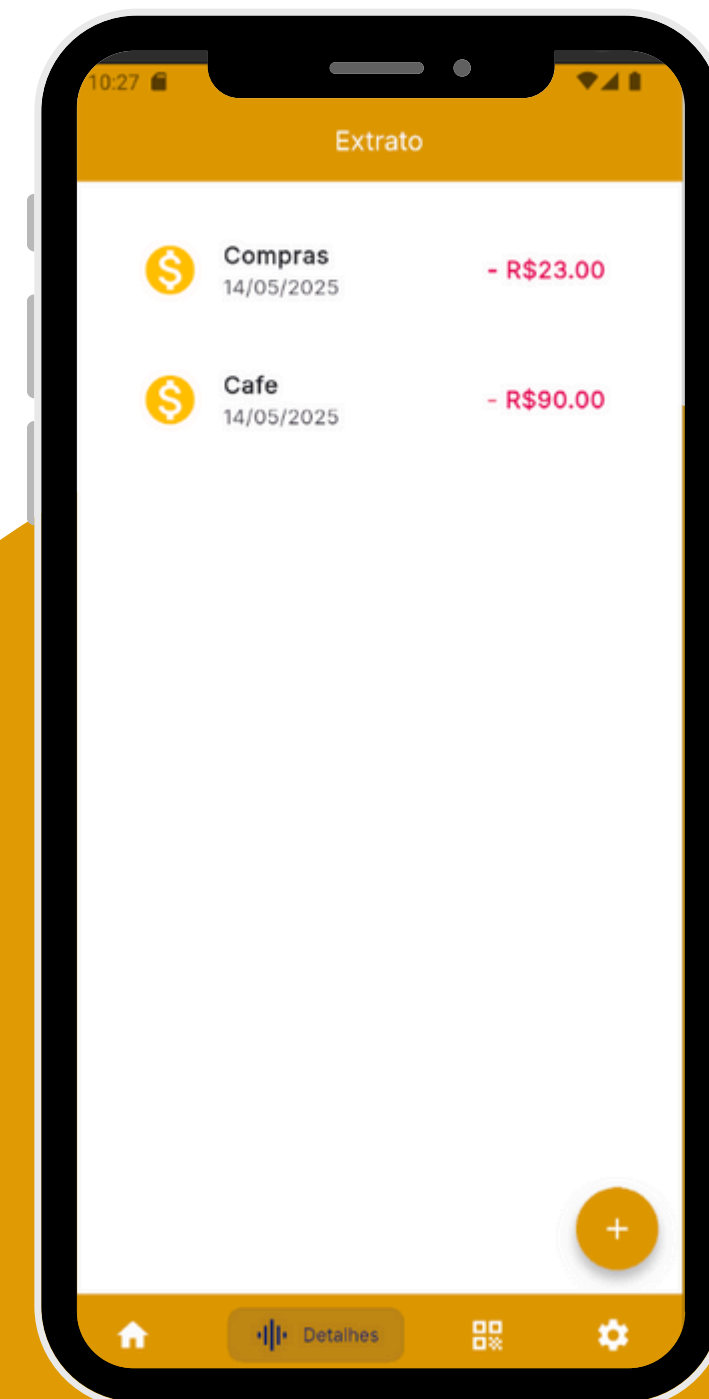 10:27
Extrato
Compras
- R$23.00
14/05/2025
Cafe
- R$90.00
14/05/2025
+
Detalhes